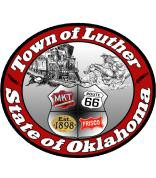 Town of Luther
MKT
ROUTE
66
Est
1898
FRISCO
State of Oklahoma